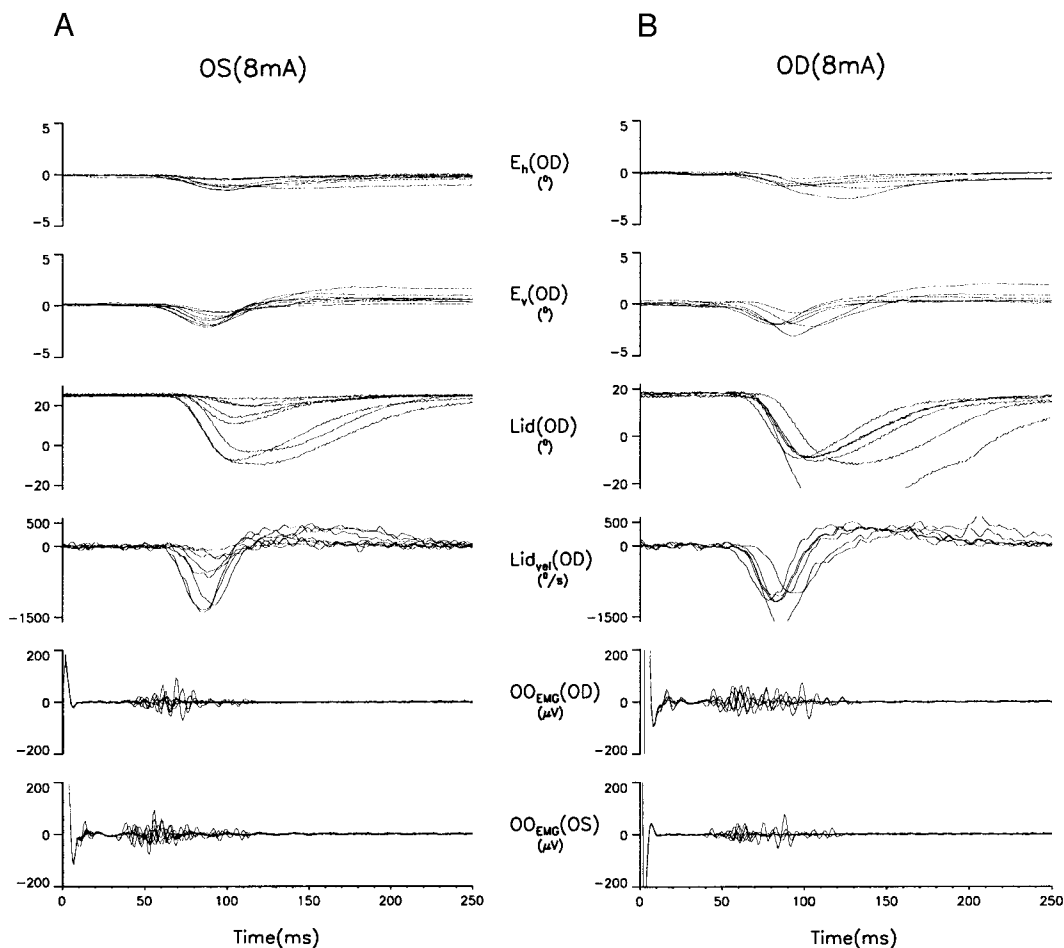 A
B
OS(8mA)
OD(8mA)
5
0
-5
E_h(OD)
(°)
5
0
-5
5
0
-5
E_v(OD)
(°)
5
0
-5
20
0
-20
Lid(OD)
(°)
20
0
-20
500
0
-1500
Lid_vel(OD)
(°/s)
500
0
-1500
200
0
-200
OO_EMG(OD)
(μV)
200
0
-200
200
0
-200
OO_EMG(OS)
(μV)
200
0
-200
0 50 100 150 200 250
0 50 100 150 200 250
Time(ms)
Time(ms)